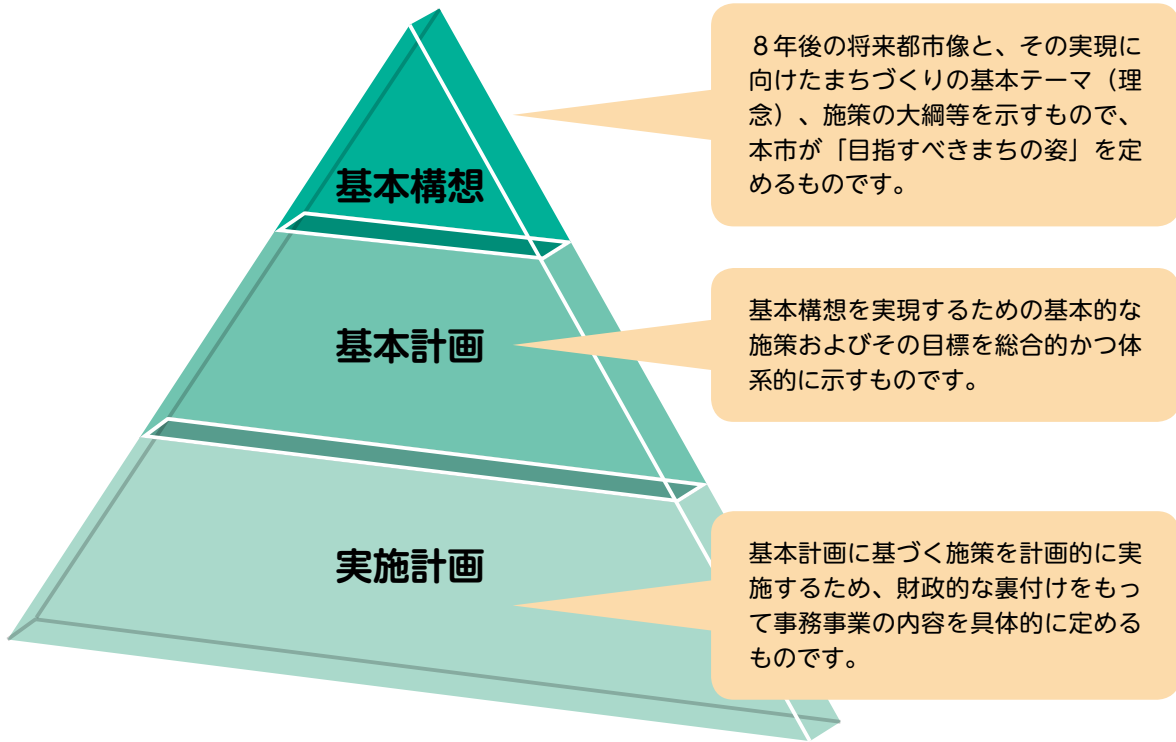 基本構想
８年後の将来都市像と、その実現に
向けたまちづくりの基本テーマ（理
念）、施策の大綱等を示すもので、
本市が「目指すべきまちの姿」を定
めるものです。
基本計画
基本構想を実現するための基本的な
施策およびその目標を総合的かつ体
系的に示すものです。
実施計画
基本計画に基づく施策を計画的に実
施するため、財政的な裏付けをもっ
て事務事業の内容を具体的に定める
ものです。